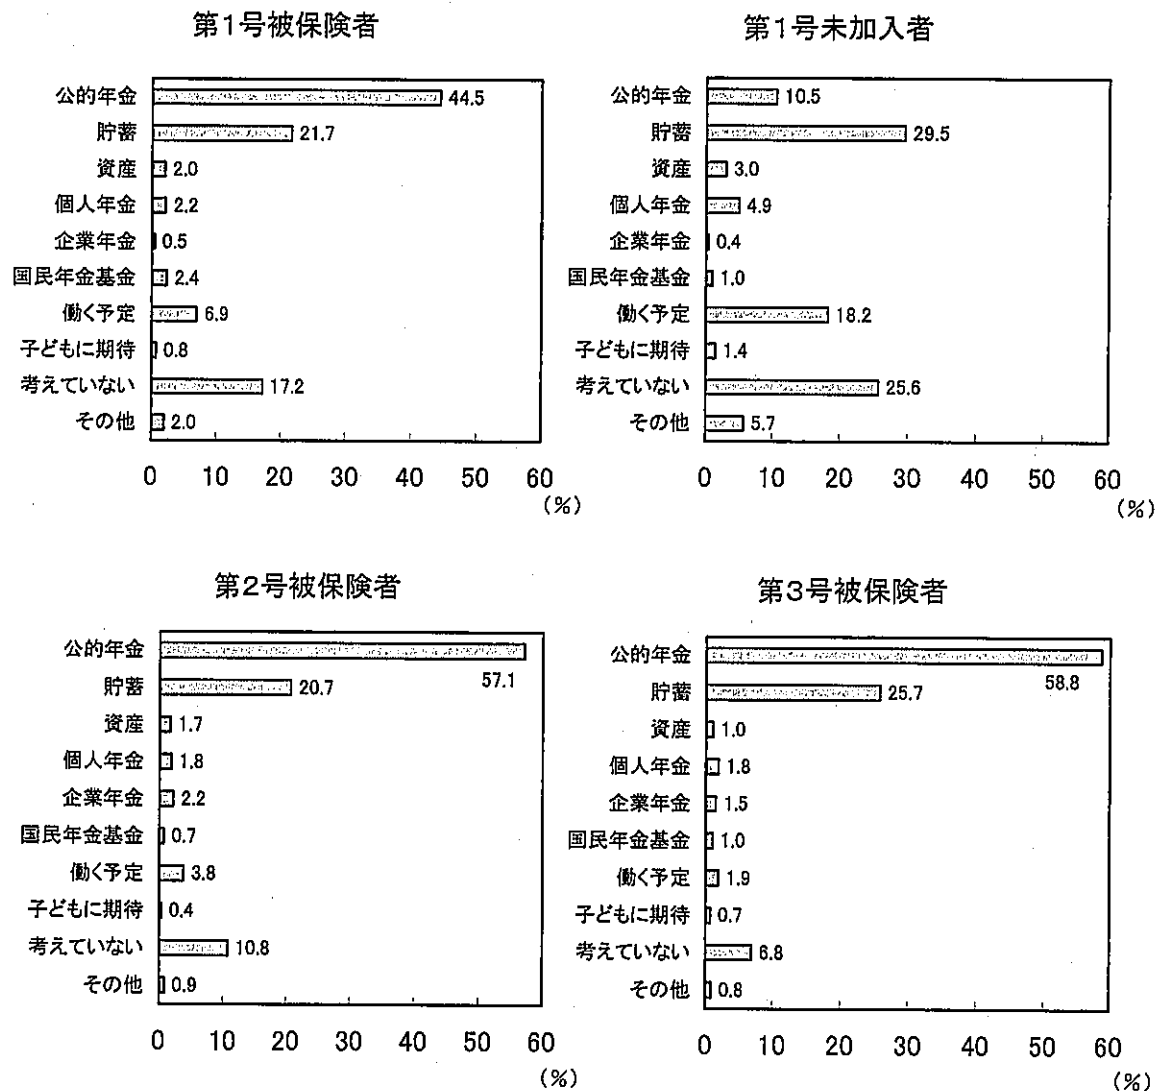 第1号被保険者
公的年金 44.5
貯蓄 21.7
資産 2.0
個人年金 2.2
企業年金 0.5
国民年金基金 2.4
働く予定 6.9
子どもに期待 0.8
考えていない 17.2
その他 2.0
0 10 20 30 40 50 60
(%)
第1号未加入者
公的年金 10.5
貯蓄 29.5
資産 3.0
個人年金 4.9
企業年金 0.4
国民年金基金 1.0
働く予定 18.2
子どもに期待 1.4
考えていない 25.6
その他 5.7
0 10 20 30 40 50 60
(%)
第2号被保険者
公的年金 57.1
貯蓄 20.7
資産 1.7
個人年金 1.8
企業年金 2.2
国民年金基金 0.7
働く予定 3.8
子どもに期待 0.4
考えていない 10.8
その他 0.9
0 10 20 30 40 50 60
(%)
第3号被保険者
公的年金 58.8
貯蓄 25.7
資産 1.0
個人年金 1.8
企業年金 1.5
国民年金基金 1.0
働く予定 1.9
子どもに期待 0.7
考えていない 6.8
その他 0.8
0 10 20 30 40 50 60
(%)